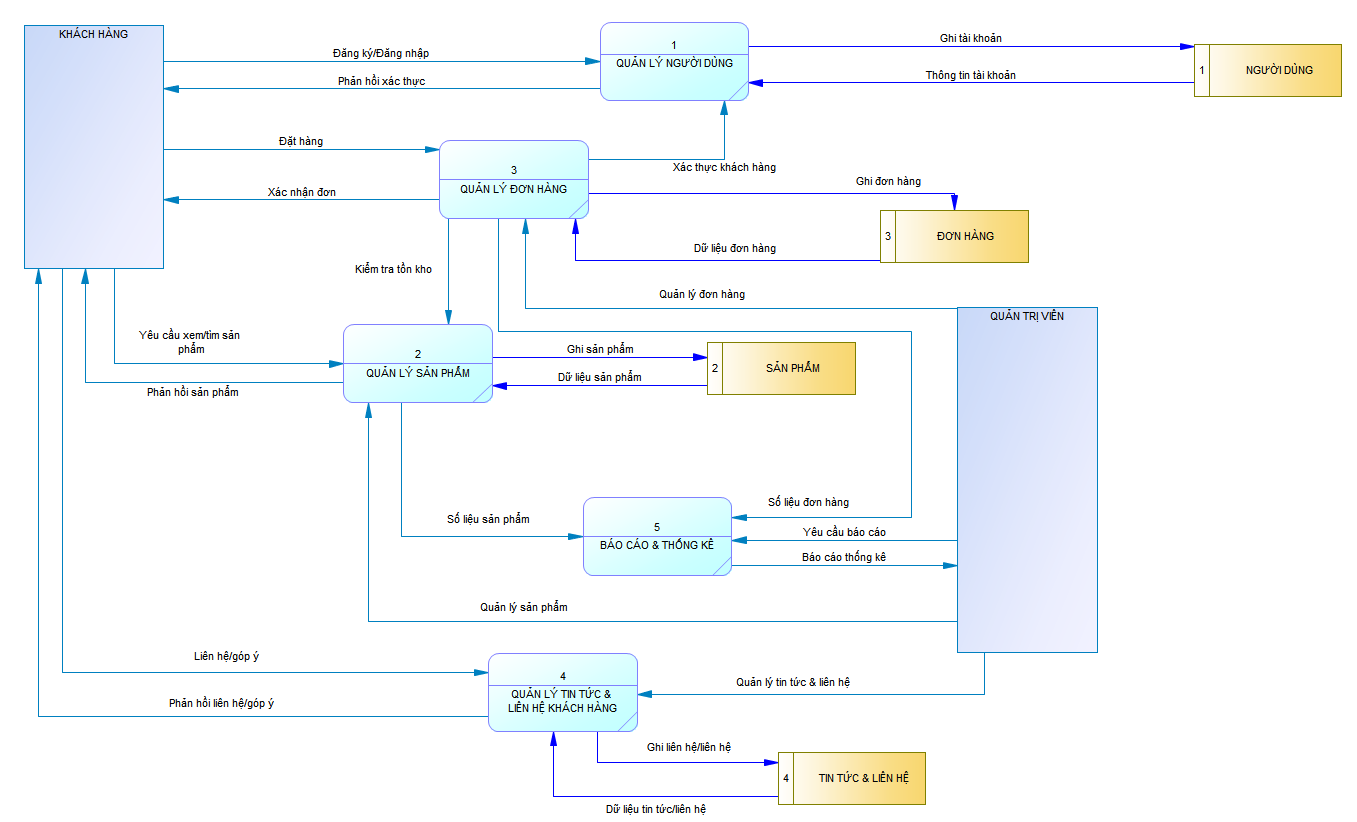 KHÁCH HÀNG
Đăng ký/Đăng nhập
1
QUẢN LÝ NGƯỜI DÙNG
Ghi tài khoản
1
NGƯỜI DÙNG
Phản hồi xác thực
Thông tin tài khoản
Đặt hàng
3
QUẢN LÝ ĐƠN HÀNG
Xác thực khách hàng
Xác nhận đơn
Ghi đơn hàng
3
ĐƠN HÀNG
Dữ liệu đơn hàng
Kiểm tra tồn kho
Quản lý đơn hàng
QUẢN TRỊ VIÊN
Yêu cầu xem/tìm sản
phẩm
2
QUẢN LÝ SẢN PHẨM
Ghi sản phẩm
2
SẢN PHẨM
Dữ liệu sản phẩm
Phản hồi sản phẩm
Số liệu đơn hàng
Số liệu sản phẩm
5
BÁO CÁO & THỐNG KÊ
Yêu cầu báo cáo
Báo cáo thống kê
Quản lý sản phẩm
Liên hệ/góp ý
4
QUẢN LÝ TIN TỨC &
LIÊN HỆ KHÁCH HÀNG
Quản lý tin tức & liên hệ
Phản hồi liên hệ/góp ý
Ghi liên hệ/liên hệ
4
TIN TỨC & LIÊN HỆ
Dữ liệu tin tức/liên hệ